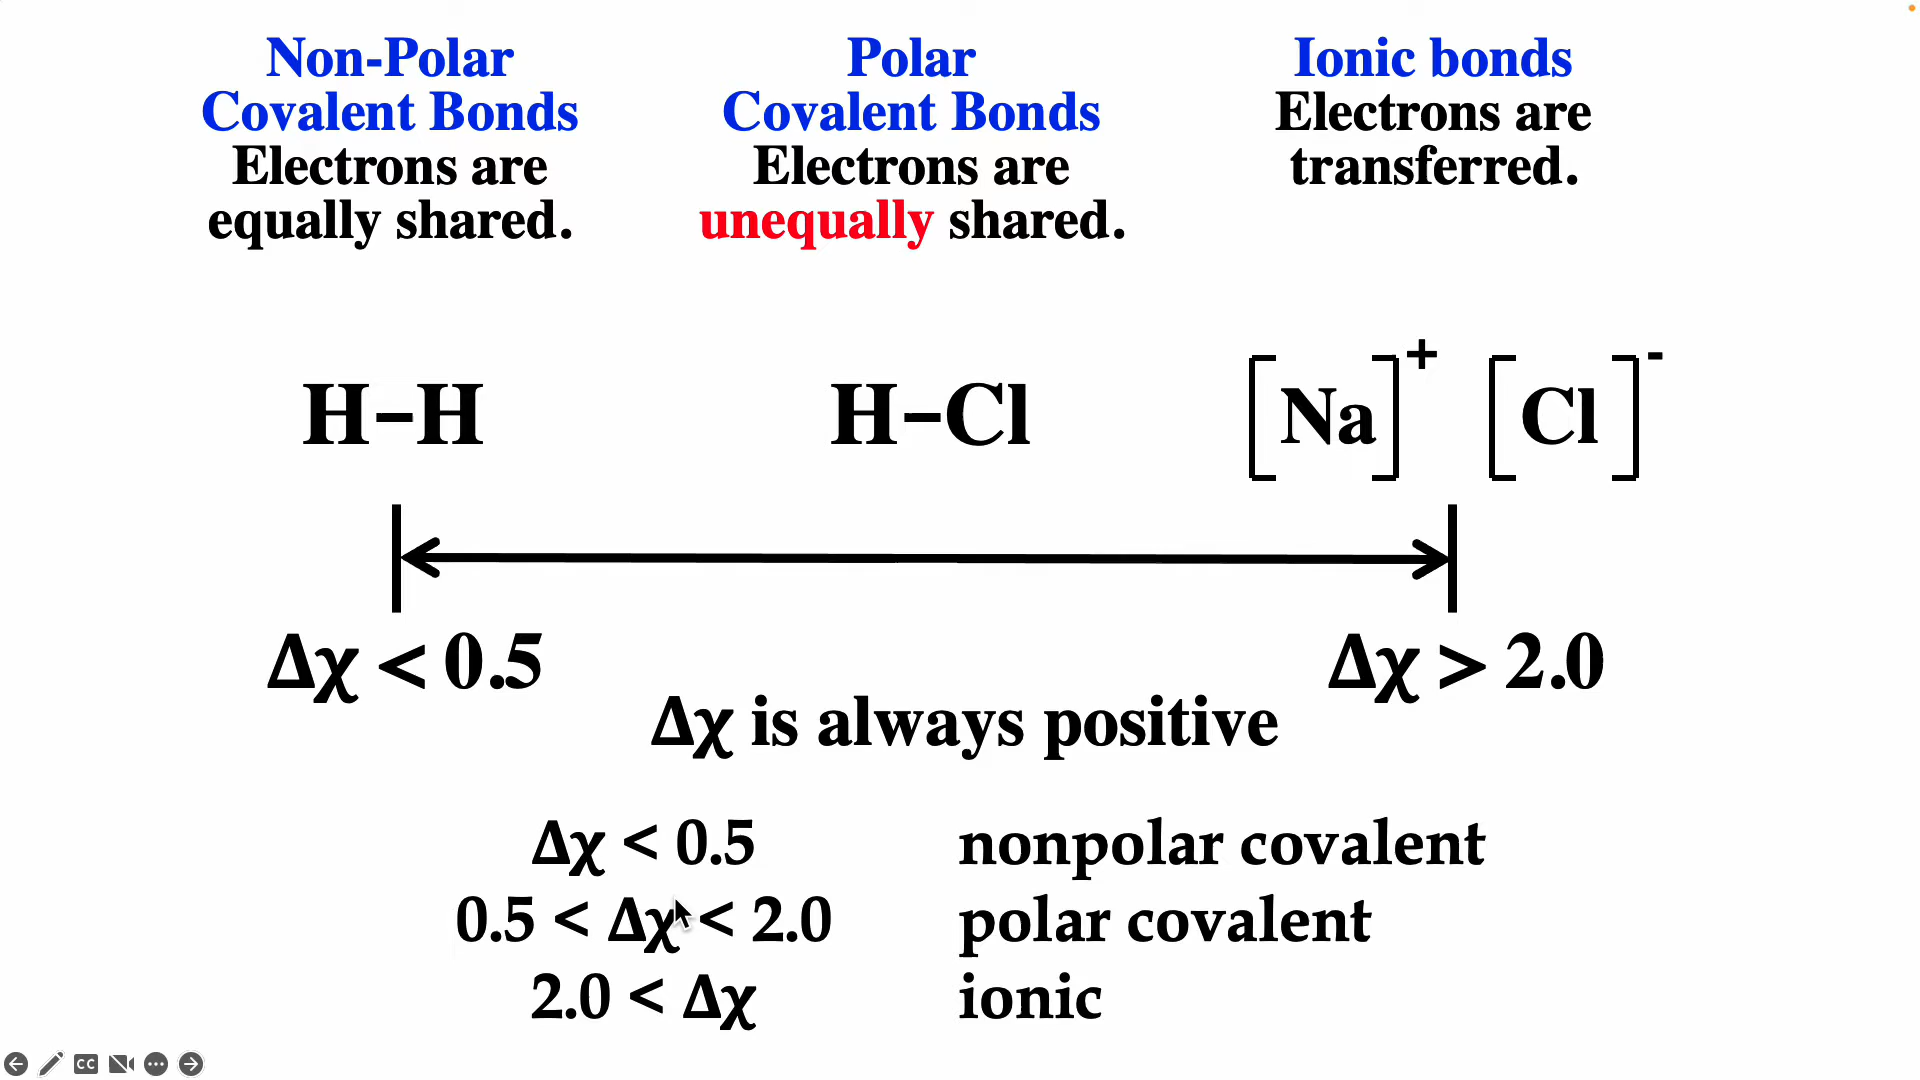 Non-Polar
Covalent Bonds
Electrons are
equally shared.
Polar
Covalent Bonds
Electrons are
unequally shared.
Ionic bonds
Electrons are
transferred.
H–H
H–Cl
[Na]⁺ [Cl]⁻
Δχ < 0.5
Δχ > 2.0
Δχ is always positive
Δχ < 0.5 nonpolar covalent
0.5 < Δχ < 2.0 polar covalent
2.0 < Δχ ionic
CC